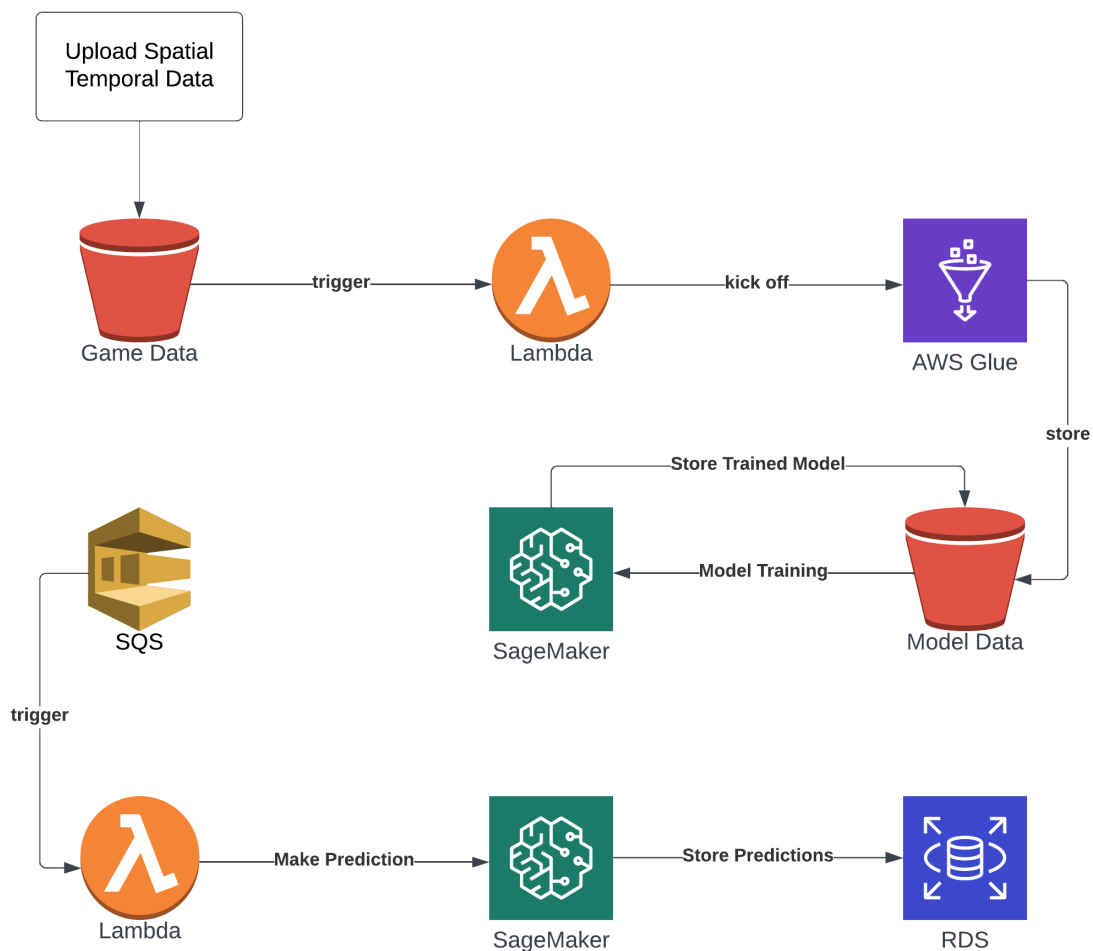 Upload Spatial
Temporal Data
trigger
kick off
Game Data
Lambda
AWS Glue
store
Store Trained Model
Model Training
SQS
SageMaker
Model Data
trigger
Make Prediction
Store Predictions
Lambda
SageMaker
RDS